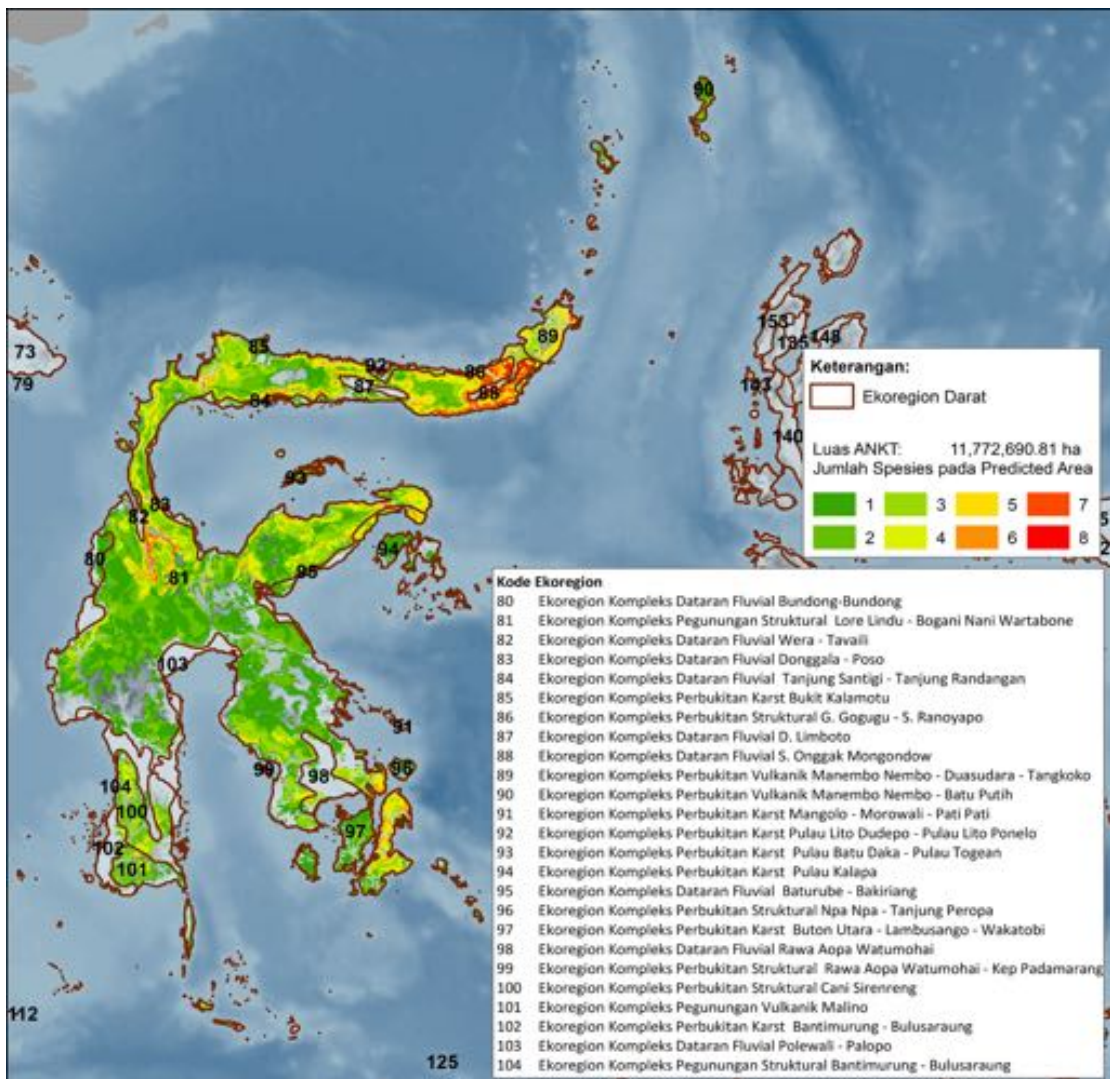 90
89
73
79
85
92
86
87
88
84
93
83
82
80
81
94
95
103
91
96
99
98
97
104
100
102
101
112
125
153
135
148
143
140
5
2
Keterangan:
Ekoregion Darat
Luas ANKT: 11,772,690.81 ha
Jumlah Spesies pada Predicted Area
1 3 5 7
2 4 6 8
Kode Ekoregion
80 Ekoregion Kompleks Dataran Fluvial Bundong-Bundong
81 Ekoregion Kompleks Pegunungan Struktural Lore Lindu - Bogani Nani Wartabone
82 Ekoregion Kompleks Dataran Fluvial Wera - Tavaili
83 Ekoregion Kompleks Dataran Fluvial Donggala - Poso
84 Ekoregion Kompleks Dataran Fluvial Tanjung Santigi - Tanjung Randangan
85 Ekoregion Kompleks Perbukitan Karst Bukit Kalamotu
86 Ekoregion Kompleks Perbukitan Struktural G. Gogugu - S. Ranoyapo
87 Ekoregion Kompleks Dataran Fluvial D. Limboto
88 Ekoregion Kompleks Dataran Fluvial S. Onggak Mongondow
89 Ekoregion Kompleks Perbukitan Vulkanik Manembo Nembo - Duasudara - Tangkoko
90 Ekoregion Kompleks Perbukitan Vulkanik Manembo Nembo - Batu Putih
91 Ekoregion Kompleks Perbukitan Karst Mangolo - Morowali - Pati Pati
92 Ekoregion Kompleks Perbukitan Karst Pulau Lito Dudepo - Pulau Lito Ponelo
93 Ekoregion Kompleks Perbukitan Karst Pulau Batu Daka - Pulau Togean
94 Ekoregion Kompleks Perbukitan Karst Pulau Kalapa
95 Ekoregion Kompleks Dataran Fluvial Baturube - Bakiriang
96 Ekoregion Kompleks Perbukitan Struktural Npa Npa - Tanjung Peropa
97 Ekoregion Kompleks Perbukitan Karst Buton Utara - Lambusango - Wakatobi
98 Ekoregion Kompleks Dataran Fluvial Rawa Aopa Watumohai
99 Ekoregion Kompleks Perbukitan Struktural Rawa Aopa Watumohai - Kep Padamarang
100 Ekoregion Kompleks Perbukitan Struktural Cani Sirenreng
101 Ekoregion Kompleks Pegunungan Vulkanik Malino
102 Ekoregion Kompleks Perbukitan Karst Bantimurung - Bulusaraung
103 Ekoregion Kompleks Dataran Fluvial Polewali - Palopo
104 Ekoregion Kompleks Pegunungan Struktural Bantimurung - Bulusaraung